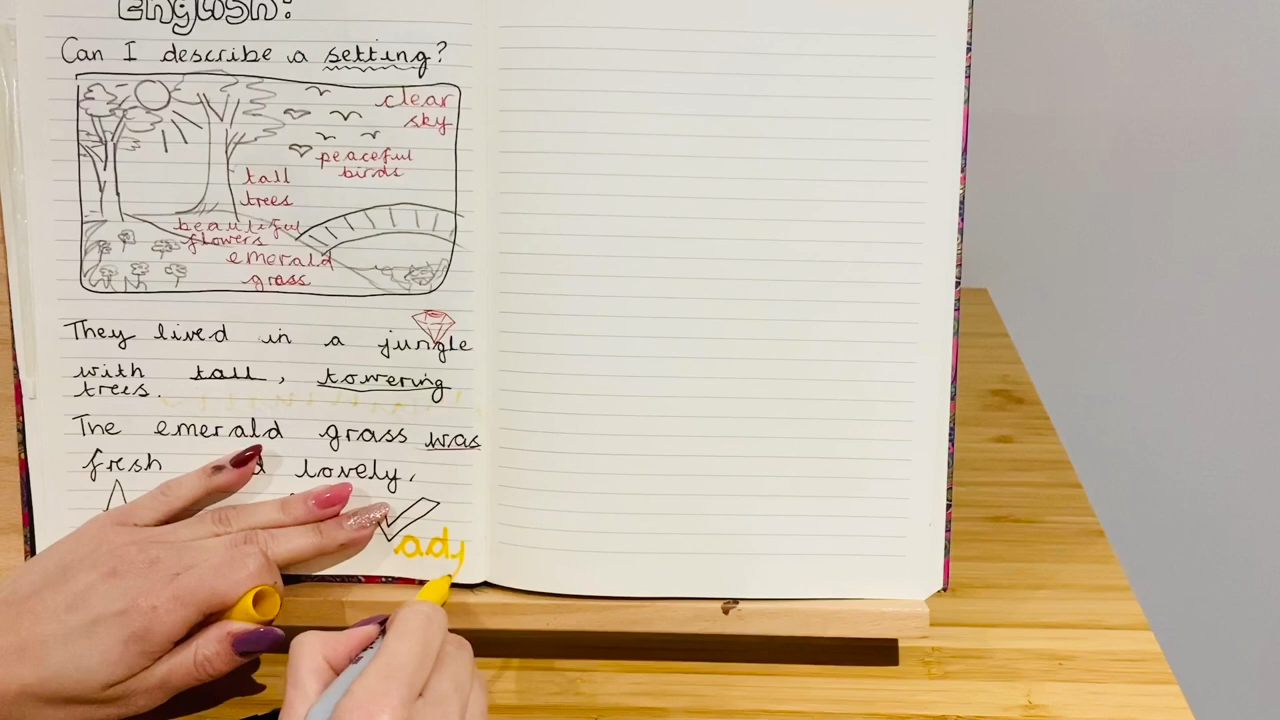 English:
Can I describe a setting?
clear
sky
peaceful
birds
tall
trees
beautiful
flowers
emerald
grass
They lived in a jungle
with tall, towering
trees.
The emerald grass was
fresh lovely,
adj